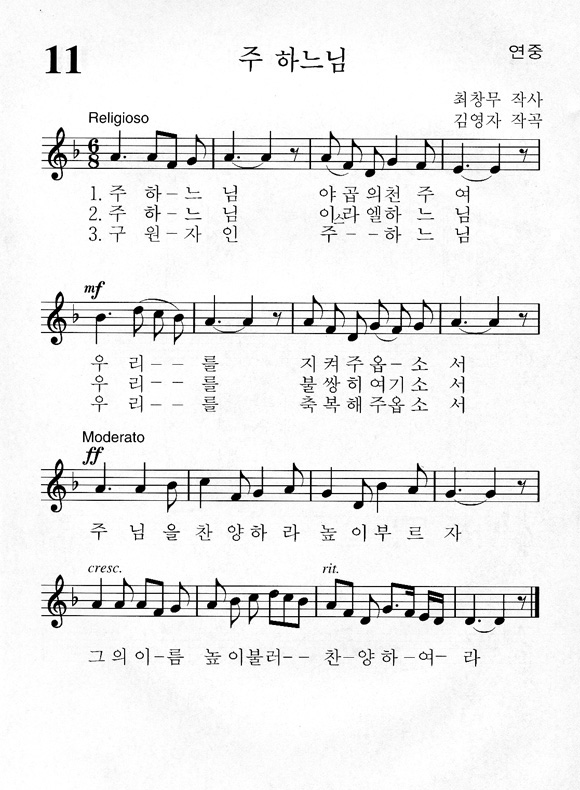 11
주 하느님
연중
최창무 작사
김영자 작곡
Religioso
6
8
1. 주 하-느 님 야 곱 의 천 주 여
2. 주 하-느 님 이 라 엘 하 느 님
스
3. 구 원-자 인 주--하 느 님
mf
우 리--를 지 켜 주 옵-소 서
우 리--를 불 쌍 히 여 기 소 서
우 리--를 축 복 해 주 옵 소 서
Moderato
ff
주 님 을 찬 양 하 라 높 이 부 르 자
cresc. rit.
그 의 이-름 높 이 불 러-- 찬-양 하-여- 라